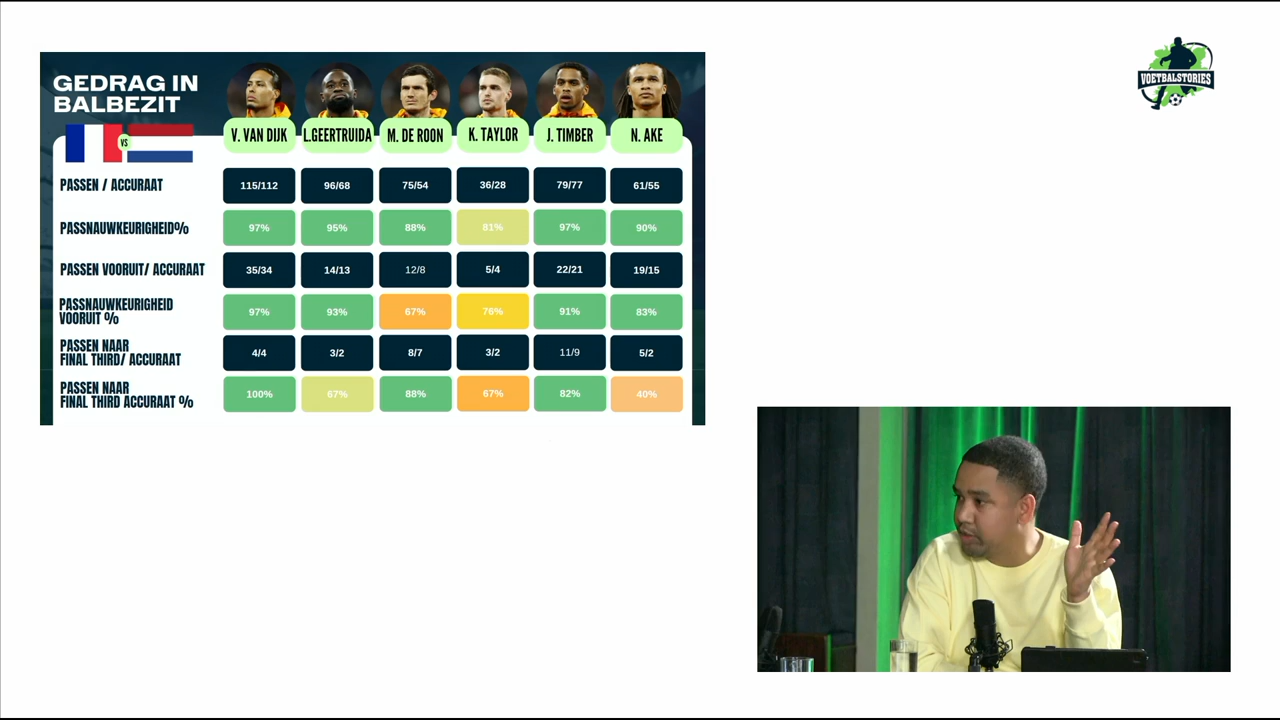 GEDRAG IN
BALBEZIT
VS
V. VAN DIJK L.GEERTRUIDA M. DE ROON K. TAYLOR J. TIMBER N. AKE
PASSEN / ACCURAAT 115/112 96/68 75/54 36/28 79/77 61/55
PASSNAUWKEURIGHEID% 97% 95% 88% 81% 97% 90%
PASSEN VOORUIT/ ACCURAAT 35/34 14/13 12/8 5/4 22/21 19/15
PASSNAUWKEURIGHEID
VOORUIT % 97% 93% 67% 76% 91% 83%
PASSEN NAAR
FINAL THIRD/ ACCURAAT 4/4 3/2 8/7 3/2 11/9 5/2
PASSEN NAAR
FINAL THIRD ACCURAAT % 100% 67% 88% 67% 82% 40%
VOETBALSTORIES